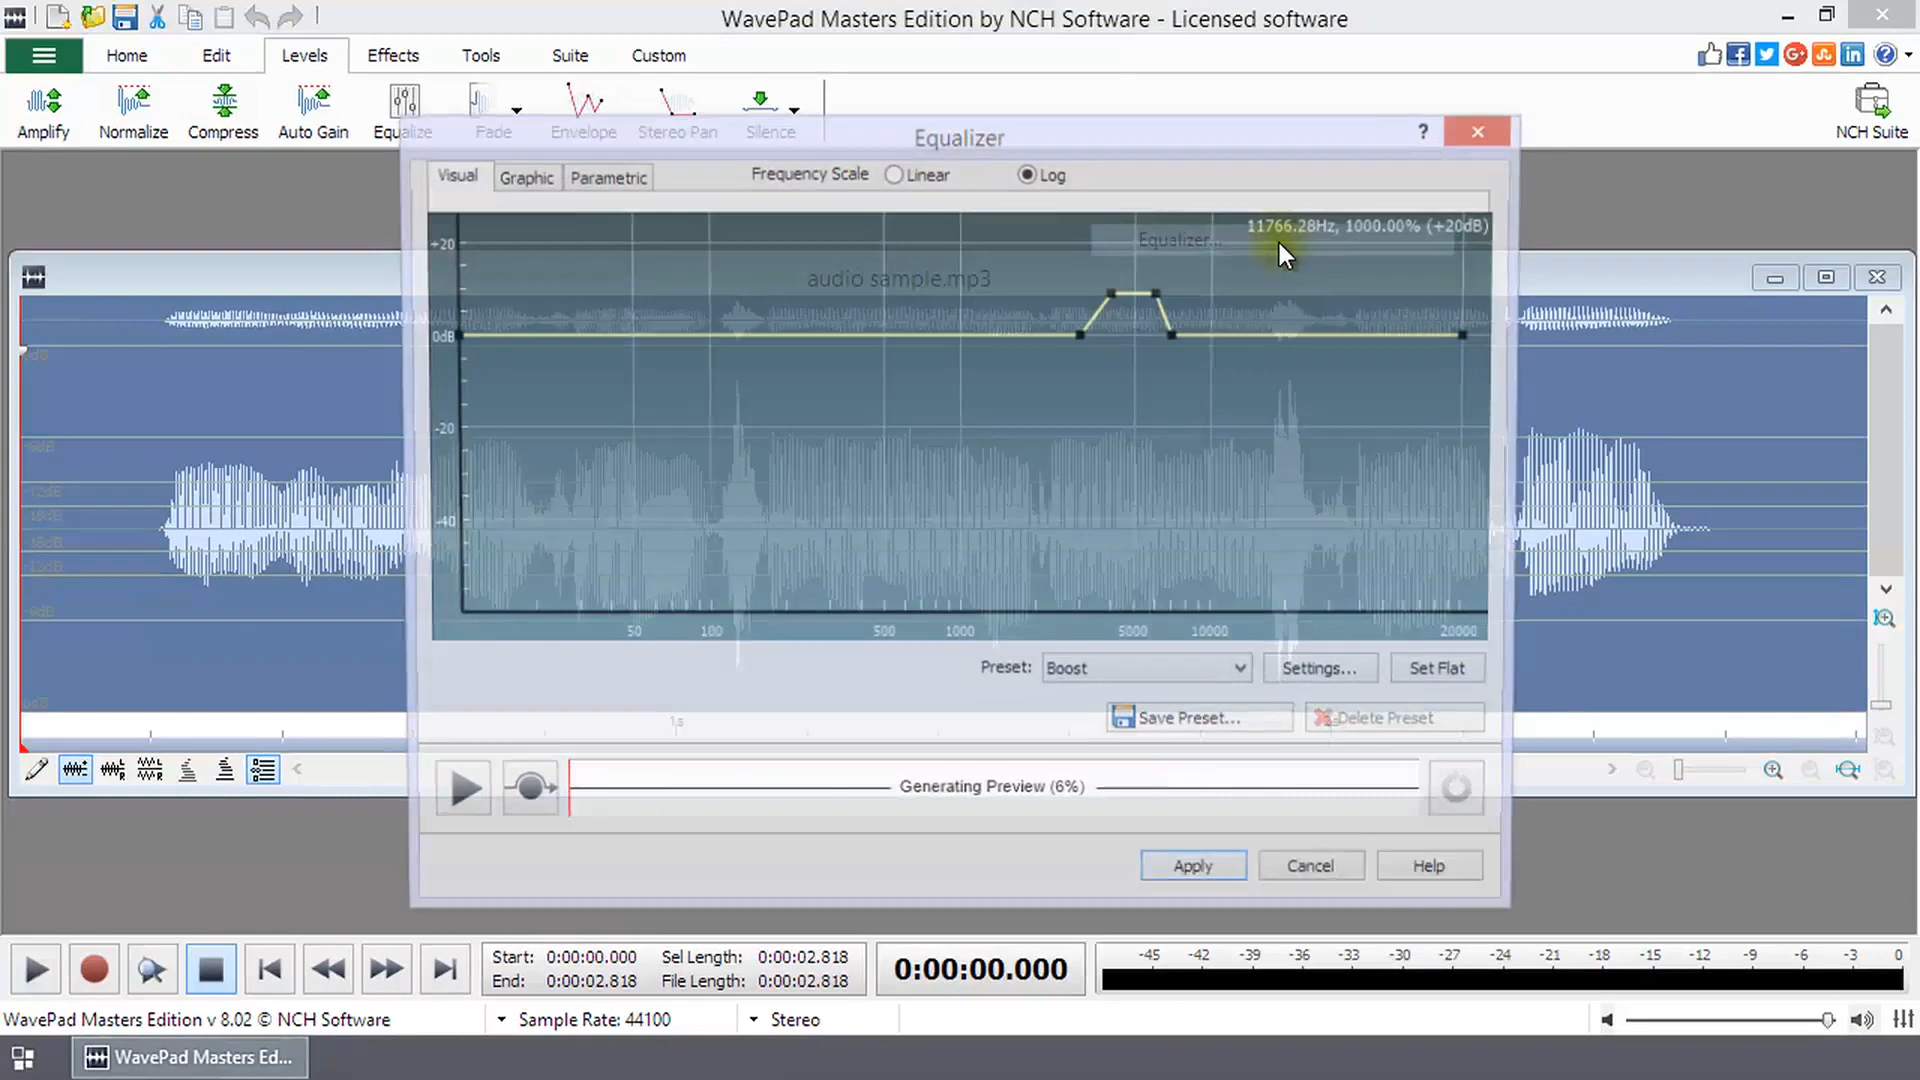 WavePad Masters Edition by NCH Software - Licensed software
Home Edit Levels Effects Tools Suite Custom
Amplify Normalize Compress Auto Gain Equalize Fade Envelope Stereo Pan Silence NCH Suite
Equalizer
Visual Graphic Parametric Frequency Scale Linear Log
11766.28Hz, 1000.00% (+20dB)
+20
Equalizer...
audio sample.mp3
0dB
-20
-40
50 100 500 1000 5000 10000 20000
Preset: Boost Settings... Set Flat
Save Preset... Delete Preset
1s
Generating Preview (6%)
Apply Cancel Help
Start: 0:00:00.000 Sel Length: 0:00:02.818
End: 0:00:02.818 File Length: 0:00:02.818
0:00:00.000
-45 -42 -39 -36 -33 -30 -27 -24 -21 -18 -15 -12 -9 -6 -3 0
WavePad Masters Edition v 8.02 © NCH Software Sample Rate: 44100 Stereo
WavePad Masters Ed...